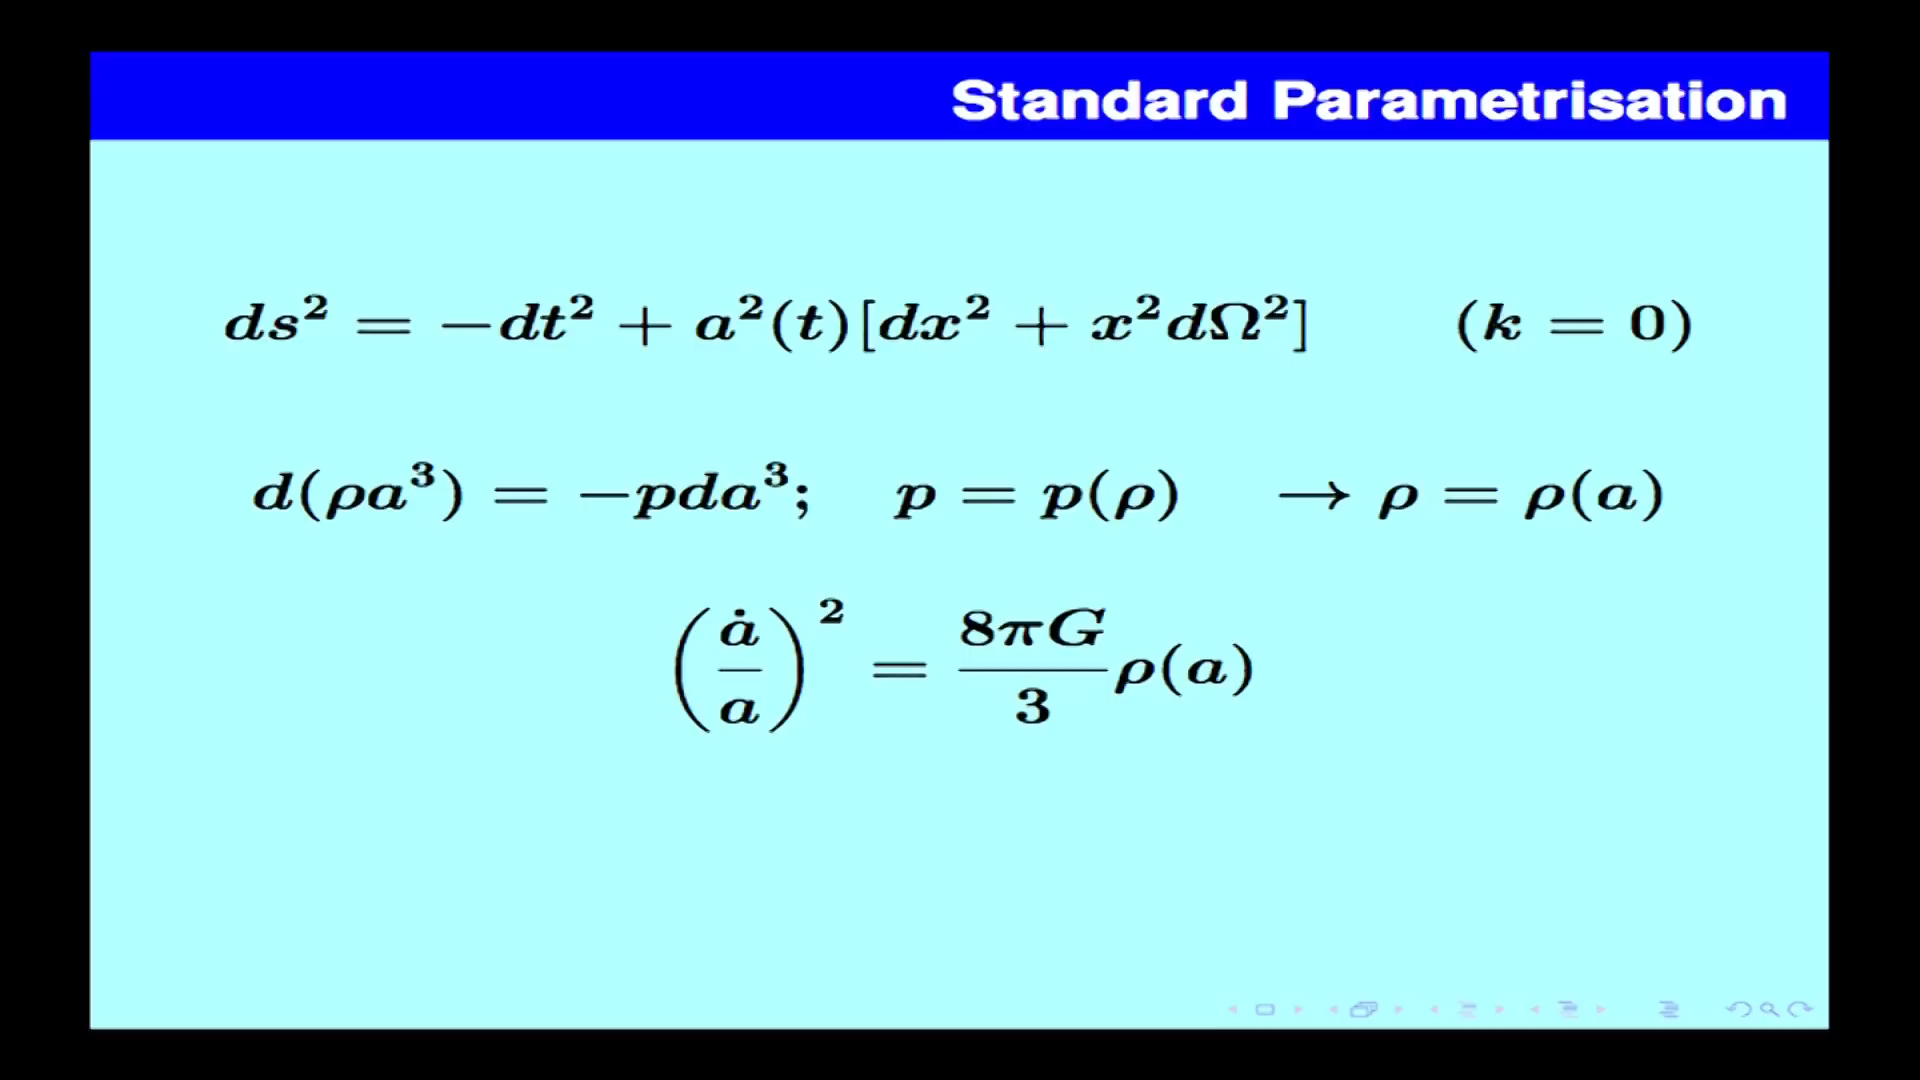 Standard Parametrisation
ds² = −dt² + a²(t)[dx² + x²dΩ²] (k = 0)
d(ρa³) = −pda³; p = p(ρ) → ρ = ρ(a)
(ȧ/a)² = 8πG/3 ρ(a)